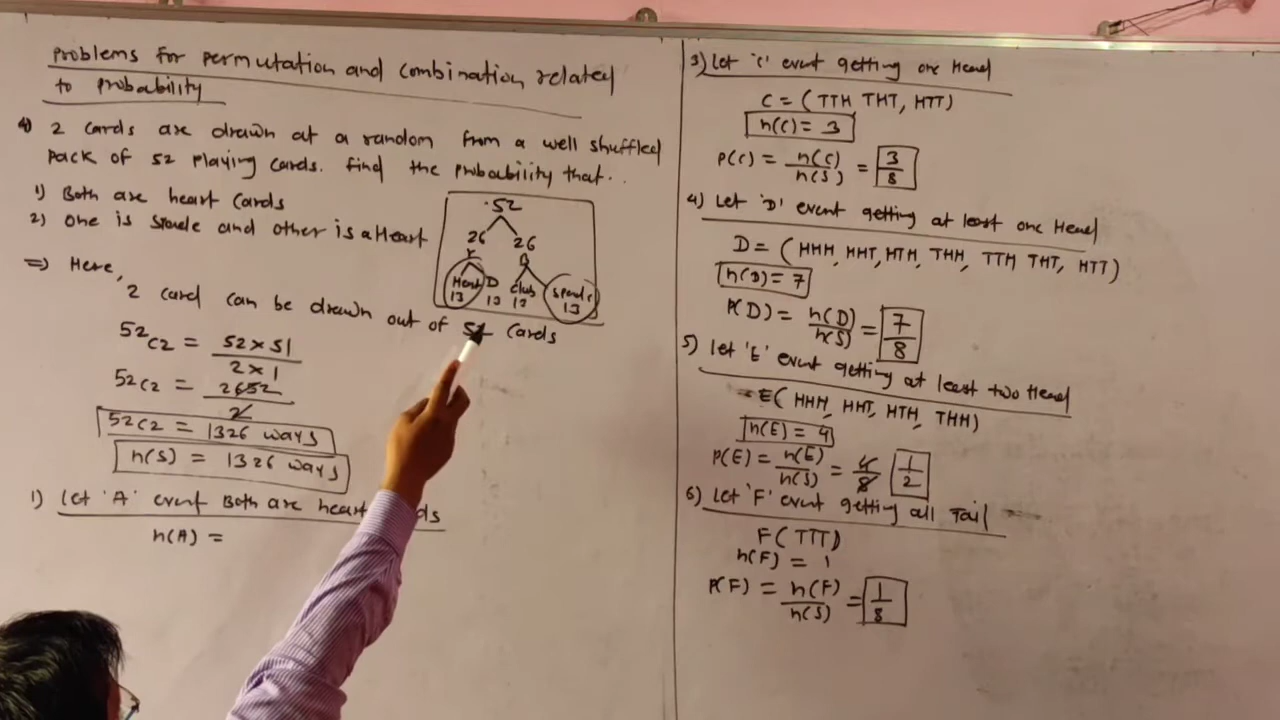 Problems for permutation and combination related
to probability
4) 2 cards are drawn at a random from a well shuffled
pack of 52 playing cards. Find the probability that..
1) Both are heart cards
2) one is Spade and other is a Heart
52
26 26
R B
Heart D club Spade
13 13 13 13
⇒ Here,
2 card can be drawn out of 52 cards
52C2 = 52×51
2×1
52C2 = 2652
2
52C2 = 1326 ways
n(S) = 1326 ways
1) Let 'A' event Both are heart
n(A) =
3) Let 'C' event getting one Head
C = (TTH, THT, HTT)
n(C) = 3
P(C) = n(C) = 3
n(S) 8
4) Let 'D' event getting at least one Head
D = (HHH, HHT, HTH, THH, TTH THT, HTT)
n(D) = 7
P(D) = n(D) = 7
n(S) 8
5) Let 'E' event getting at least two Head
E( HHH, HHT, HTH, THH)
n(E) = 4
P(E) = n(E) = 4 1
n(S) 8 2
6) Let 'F' event getting all Tail
F(TTT)
n(F) = 1
P(F) = n(F) = 1
n(S) 8